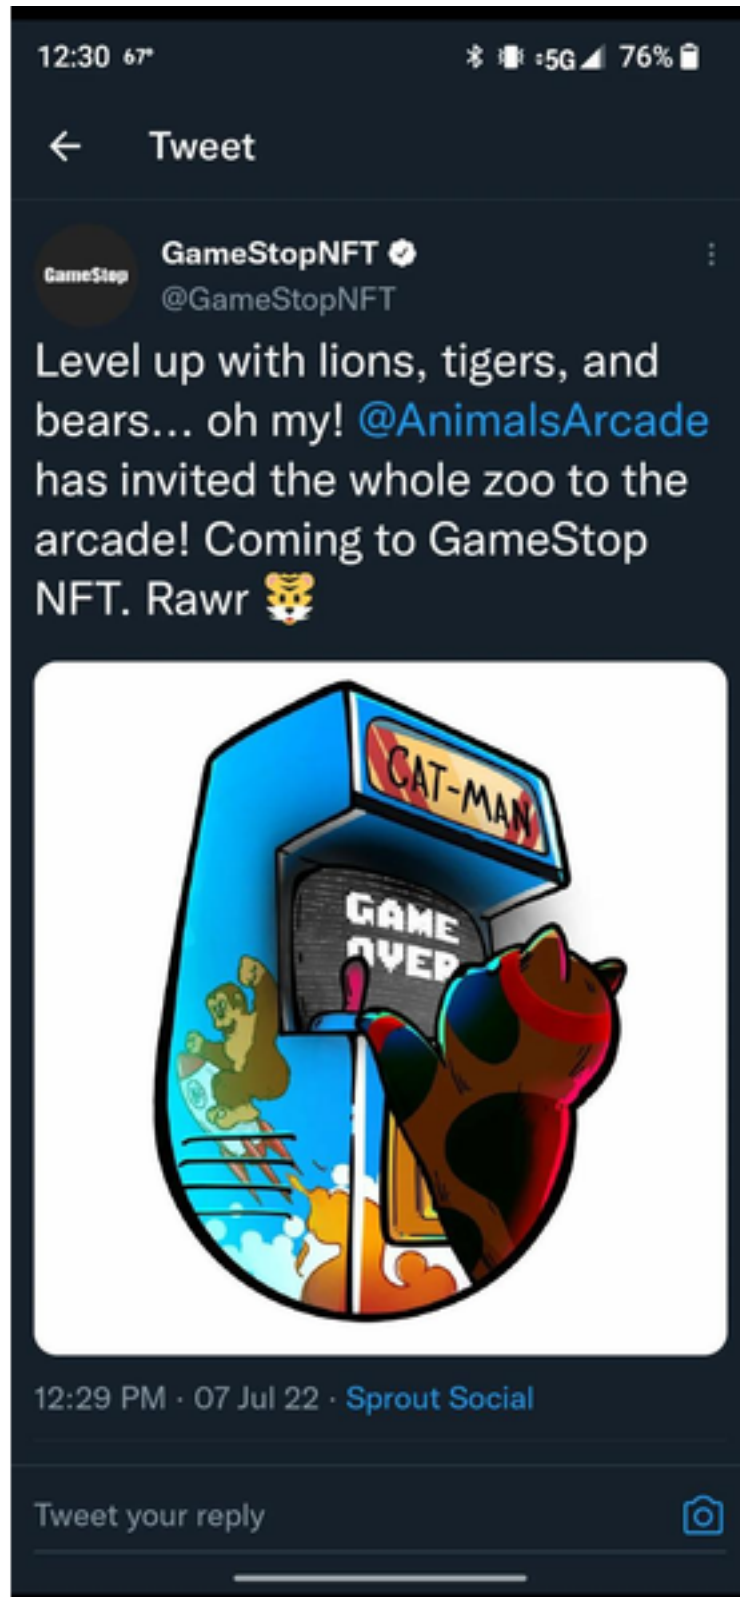 12:30 67° 5G 76%
Tweet
GameStop
GameStopNFT
@GameStopNFT
Level up with lions, tigers, and
bears... oh my! @AnimalsArcade
has invited the whole zoo to the
arcade! Coming to GameStop
NFT. Rawr 🐯
CAT-MAN
GAME
OVER
12:29 PM · 07 Jul 22 · Sprout Social
Tweet your reply